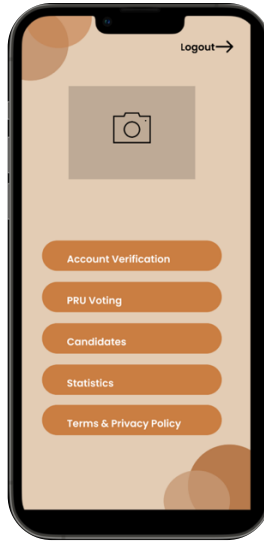 Logout
Account Verification
PRU Voting
Candidates
Statistics
Terms & Privacy Policy